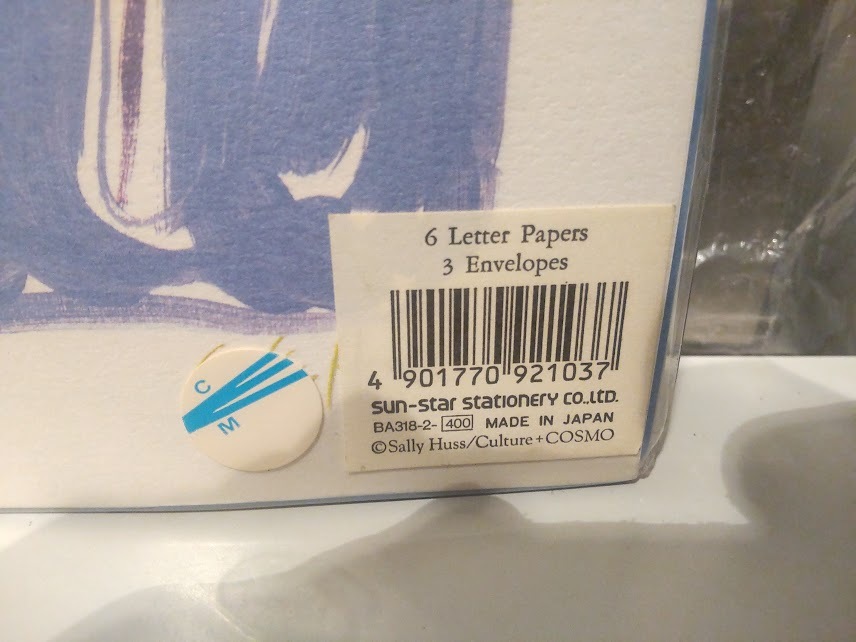 6 Letter Papers
3 Envelopes
4 901770 921037
sun-star stationery co.,ltd.
BA318-2- 400 MADE IN JAPAN
©Sally Huss/Culture+COSMO
C
M